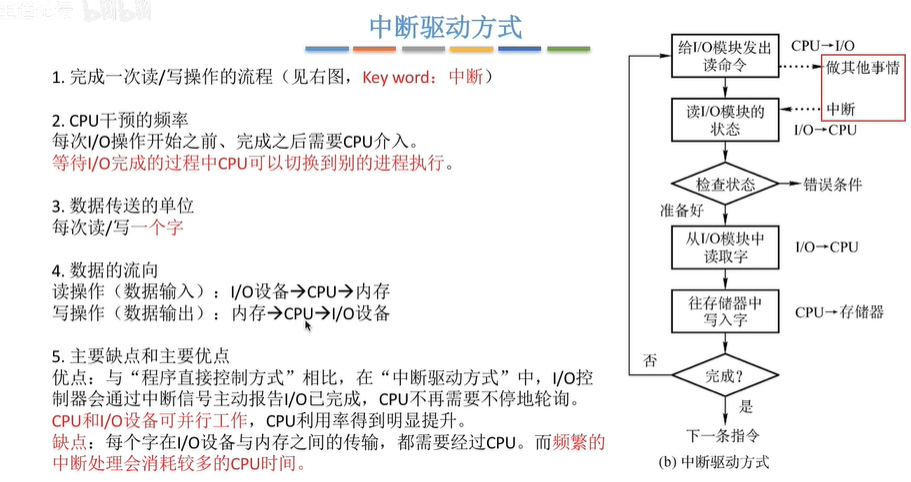 bilibili
中断驱动方式
1. 完成一次读/写操作的流程（见右图，Key word：中断）
2. CPU干预的频率
每次I/O操作开始之前、完成之后需要CPU介入。
等待I/O完成的过程中CPU可以切换到别的进程执行。
3. 数据传送的单位
每次读/写一个字
4. 数据的流向
读操作（数据输入）：I/O设备→CPU→内存
写操作（数据输出）：内存→CPU→I/O设备
5. 主要缺点和主要优点
优点：与“程序直接控制方式”相比，在“中断驱动方式”中，I/O控
制器会通过中断信号主动报告I/O已完成，CPU不再需要不停地轮询。
CPU和I/O设备可并行工作，CPU利用率得到明显提升。
缺点：每个字在I/O设备与内存之间的传输，都需要经过CPU。而频繁的
中断处理会消耗较多的CPU时间。
给I/O模块发出
读命令
CPU→I/O
做其他事情
读I/O模块的
状态
中断
I/O→CPU
检查状态
错误条件
准备好
从I/O模块中
读取字
I/O→CPU
往存储器中
写入字
CPU→存储器
否
完成？
是
下一条指令
(b) 中断驱动方式